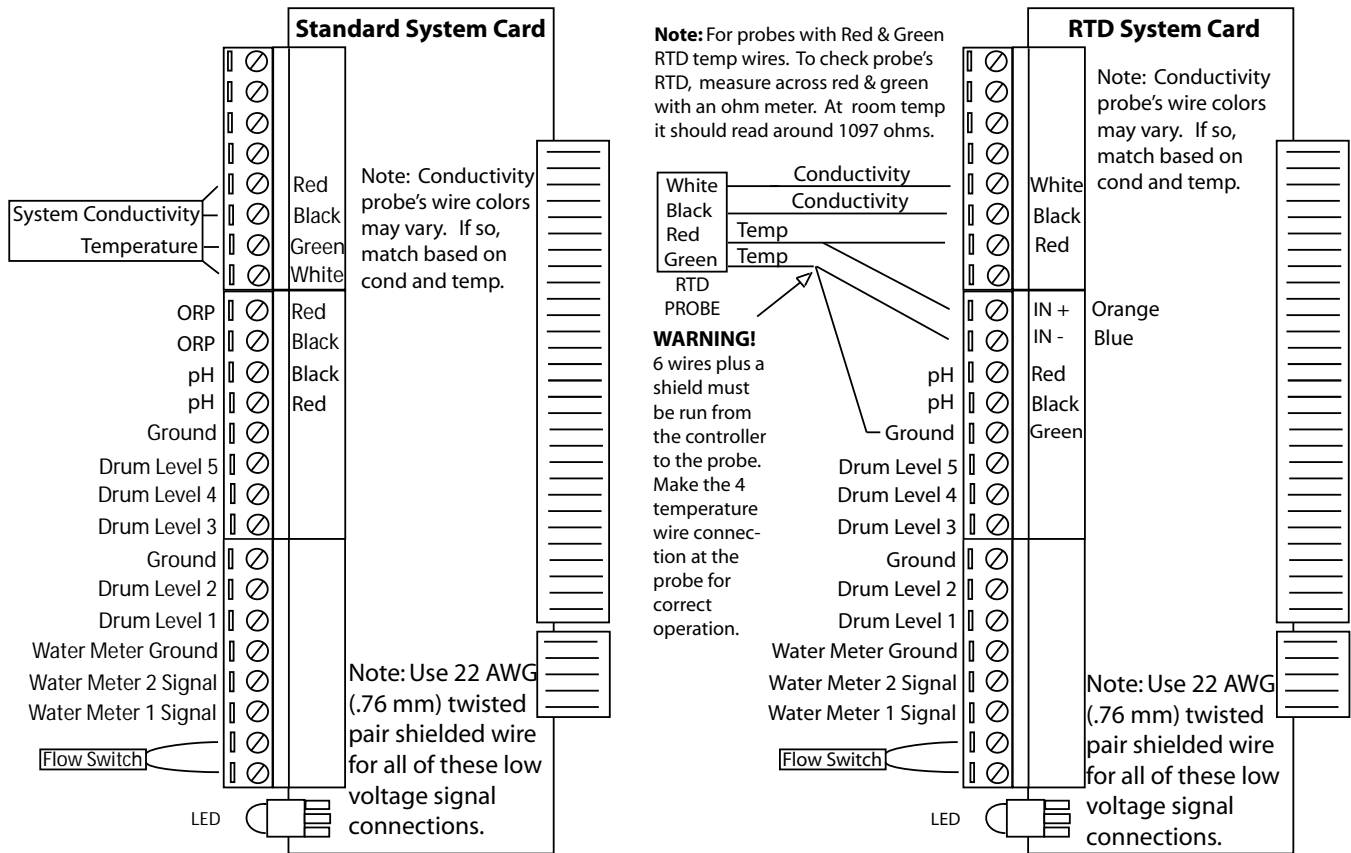 Standard System Card
System Conductivity
Temperature
Red
Black
Green
White
Note: Conductivity
probe's wire colors
may vary. If so,
match based on
cond and temp.
ORP
Red
ORP
Black
pH
Black
pH
Red
Ground
Drum Level 5
Drum Level 4
Drum Level 3
Ground
Drum Level 2
Drum Level 1
Water Meter Ground
Water Meter 2 Signal
Water Meter 1 Signal
Flow Switch
LED
Note: Use 22 AWG
(.76 mm) twisted
pair shielded wire
for all of these low
voltage signal
connections.
Note: For probes with Red & Green
RTD temp wires. To check probe's
RTD, measure across red & green
with an ohm meter. At room temp
it should read around 1097 ohms.
White
Black
Red
Green
RTD
PROBE
Conductivity
Conductivity
Temp
Temp
WARNING!
6 wires plus a
shield must
be run from
the controller
to the probe.
Make the 4
temperature
wire connec-
tion at the
probe for
correct
operation.
RTD System Card
Note: Conductivity
probe's wire colors
may vary. If so,
match based on
cond and temp.
White
Black
Red
IN + Orange
IN - Blue
pH
Red
pH
Black
Ground
Green
Drum Level 5
Drum Level 4
Drum Level 3
Ground
Drum Level 2
Drum Level 1
Water Meter Ground
Water Meter 2 Signal
Water Meter 1 Signal
Flow Switch
LED
Note: Use 22 AWG
(.76 mm) twisted
pair shielded wire
for all of these low
voltage signal
connections.